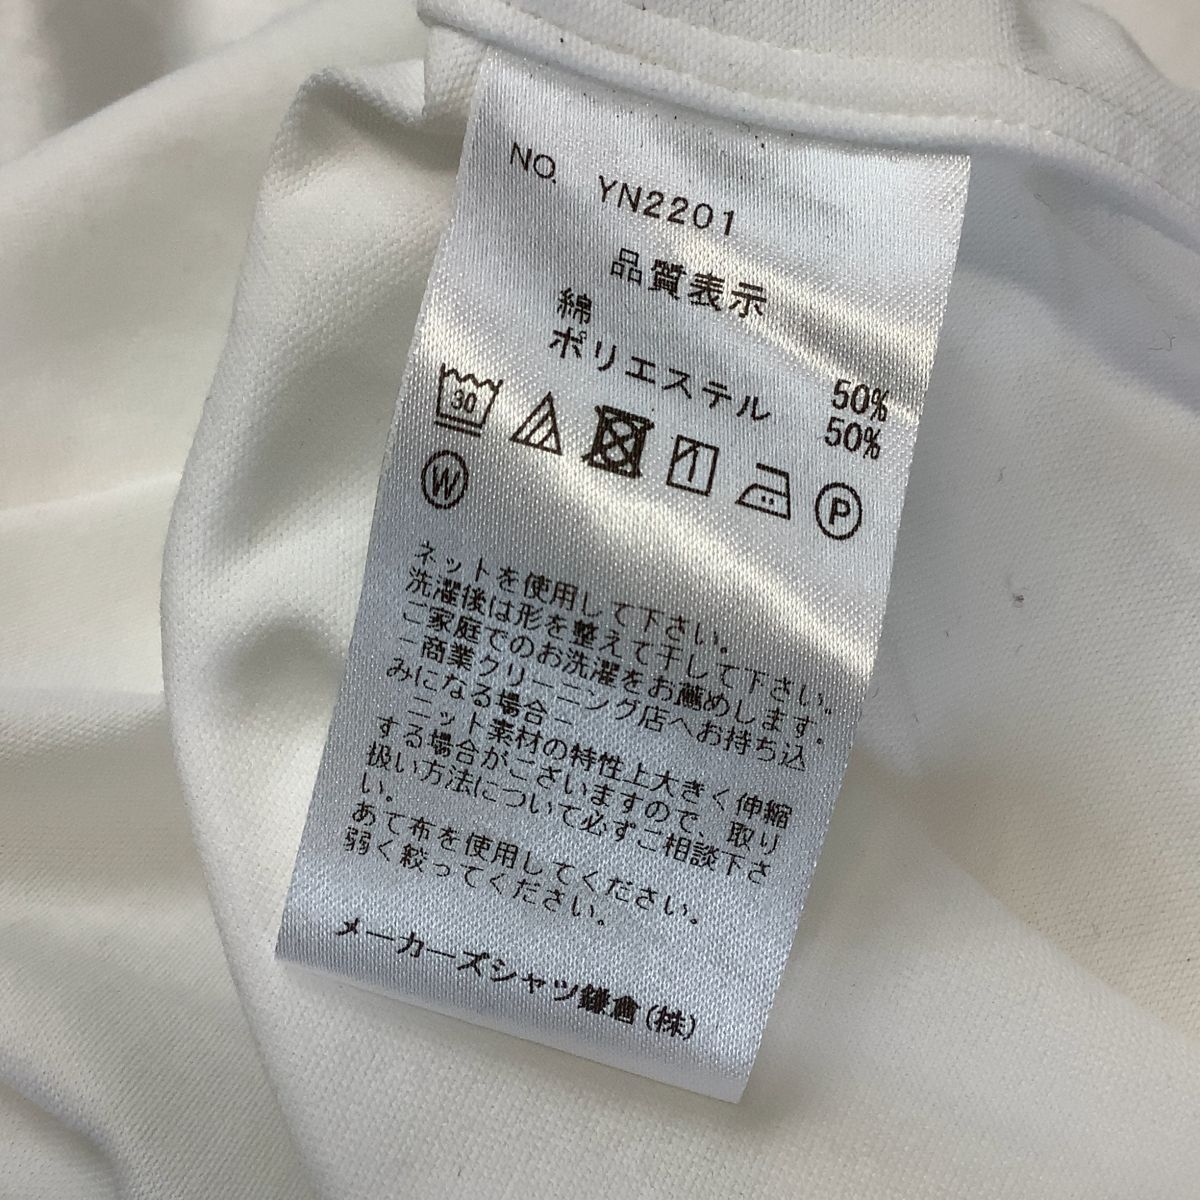 NO. YN2201
品質表示
綿 50%
ポリエステル 50%
30
P
W
ネットを使用して下さい。
洗濯後は形を整えて干して下さい。
ご家庭でのお洗濯をお薦めします。
－商業クリーニング店へお持ち込
みになる場合－
ニット素材の特性上大きく伸縮
する場合がございますので、取り
扱い方法について必ずご相談下さ
い。
あて布を使用してください。
弱く絞ってください。
メーカーズシャツ鎌倉(株)